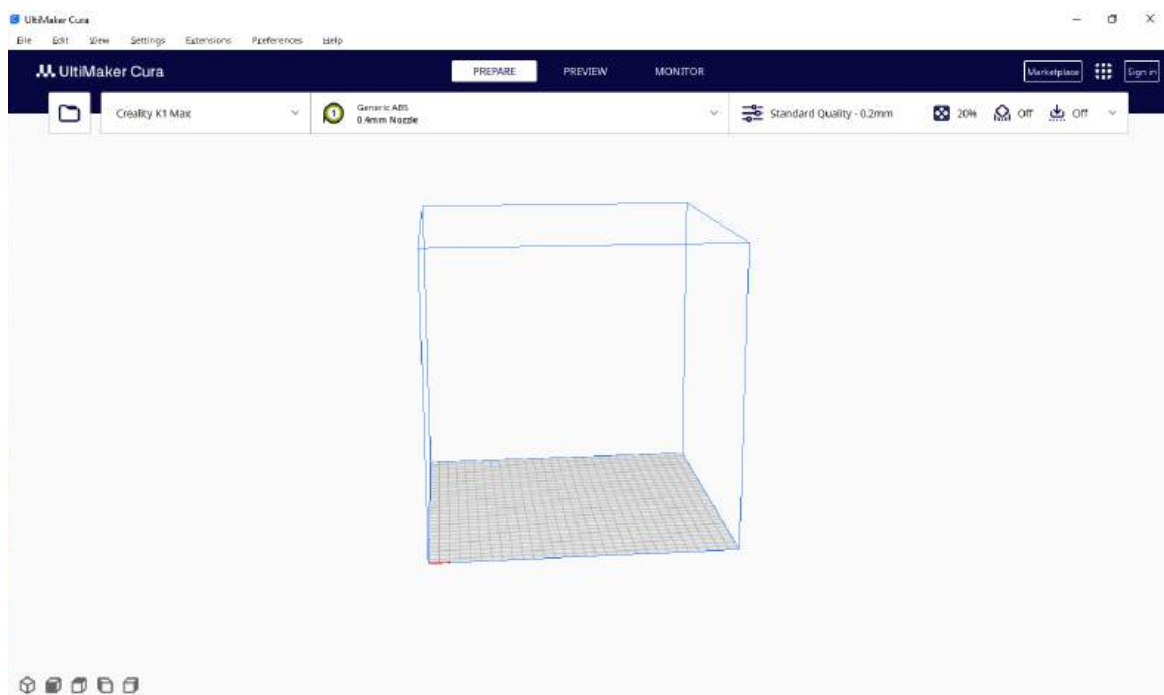 UltiMaker Cura
File Edit View Settings Extensions Preferences Help
UltiMaker Cura PREPARE PREVIEW MONITOR Marketplace Sign in
Creality K1 Max 1 Generic ABS Standard Quality - 0.2mm 20% Off Off
0.4mm Nozzle